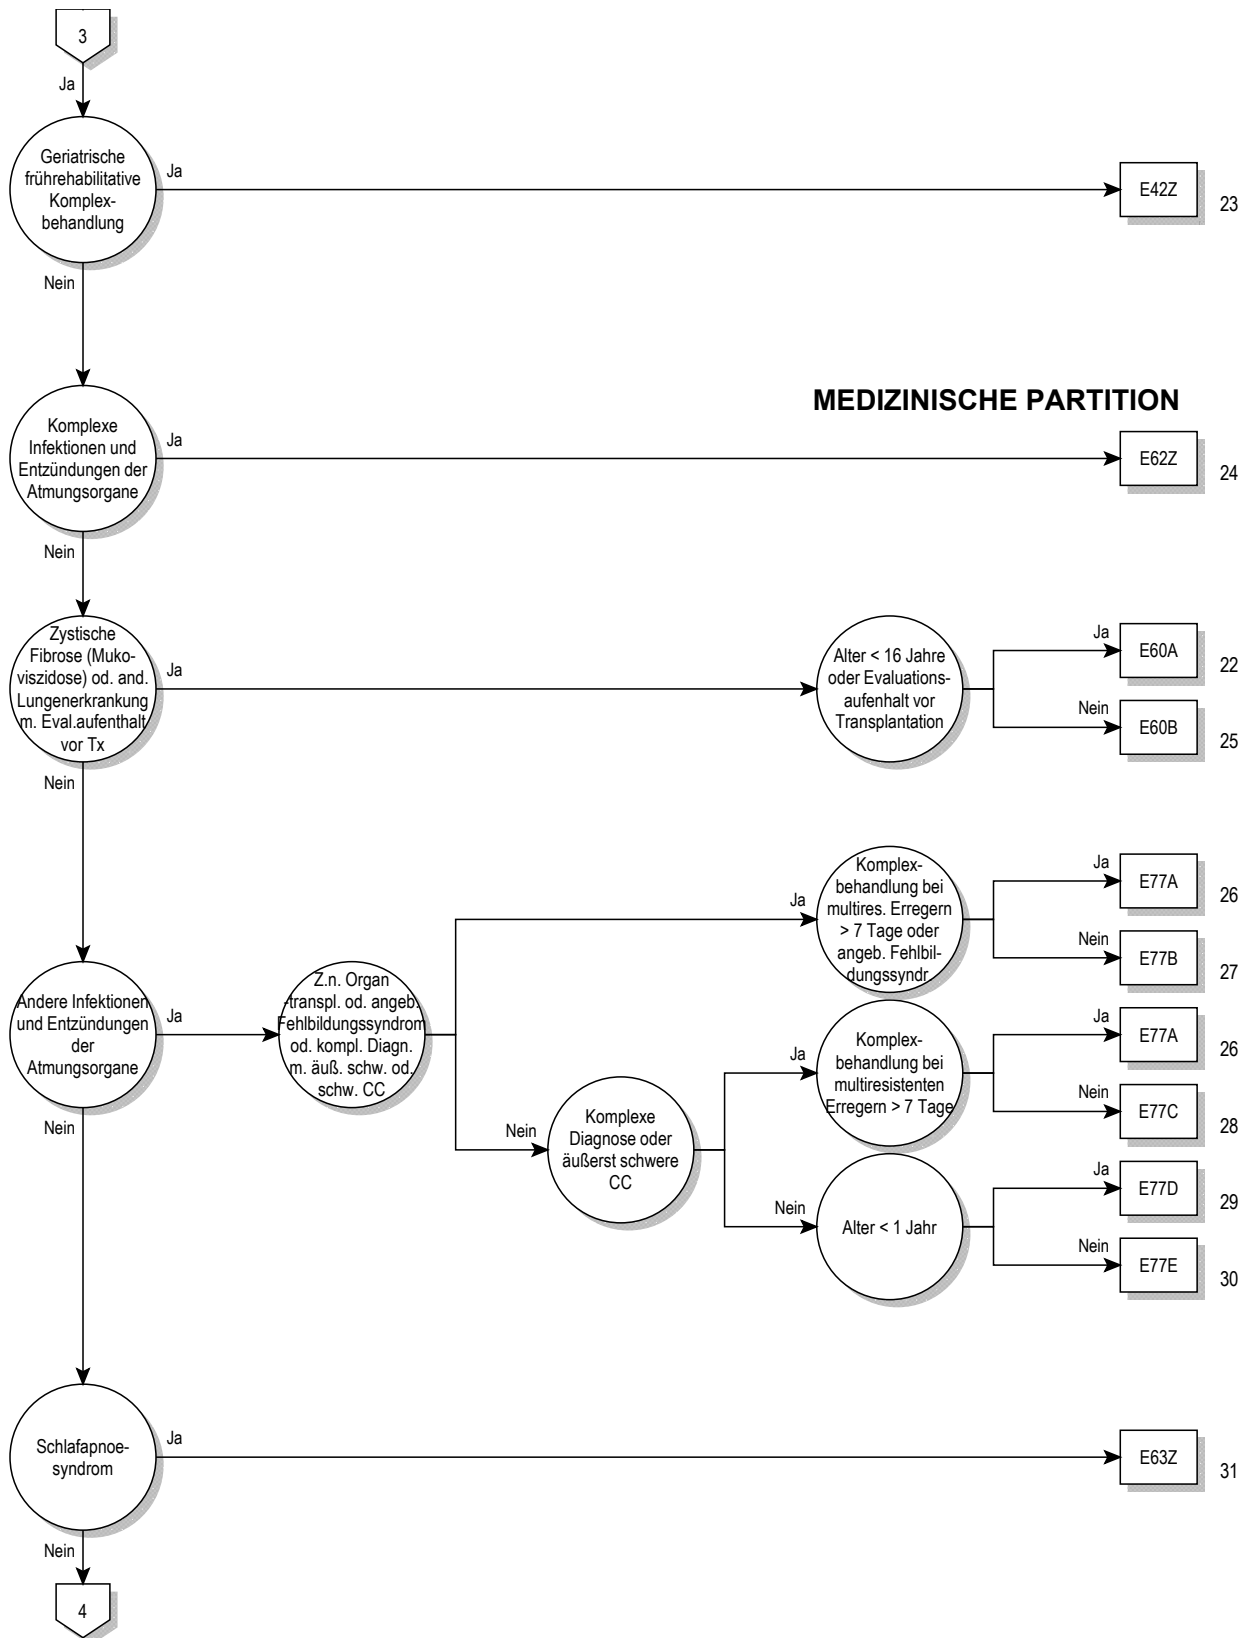 3
Ja
Geriatrische
frührehabilitative
Komplex-
behandlung
Ja
E42Z
23
Nein
MEDIZINISCHE PARTITION
Komplexe
Infektionen und
Entzündungen der
Atmungsorgane
Ja
E62Z
24
Nein
Zystische
Fibrose (Muko-
viszidose) od. and.
Lungenerkrankung
m. Eval.aufenthalt
vor Tx
Ja
Alter < 16 Jahre
oder Evaluations-
aufenhalt vor
Transplantation
Ja
E60A
22
Nein
E60B
25
Nein
Andere Infektionen
und Entzündungen
der
Atmungsorgane
Ja
Z.n. Organ
-transpl. od. angeb.
Fehlbildungssyndrom
od. kompl. Diagn.
m. äuß. schw. od.
schw. CC
Ja
Komplex-
behandlung bei
multires. Erregern
> 7 Tage oder
angeb. Fehlbil-
dungssyndr.
Ja
E77A
26
Nein
E77B
27
Nein
Komplexe
Diagnose oder
äußerst schwere
CC
Ja
Komplex-
behandlung bei
multiresistenten
Erregern > 7 Tage
Ja
E77A
26
Nein
E77C
28
Nein
Alter < 1 Jahr
Ja
E77D
29
Nein
E77E
30
Nein
Schlafapnoe-
syndrom
Ja
E63Z
31
Nein
4